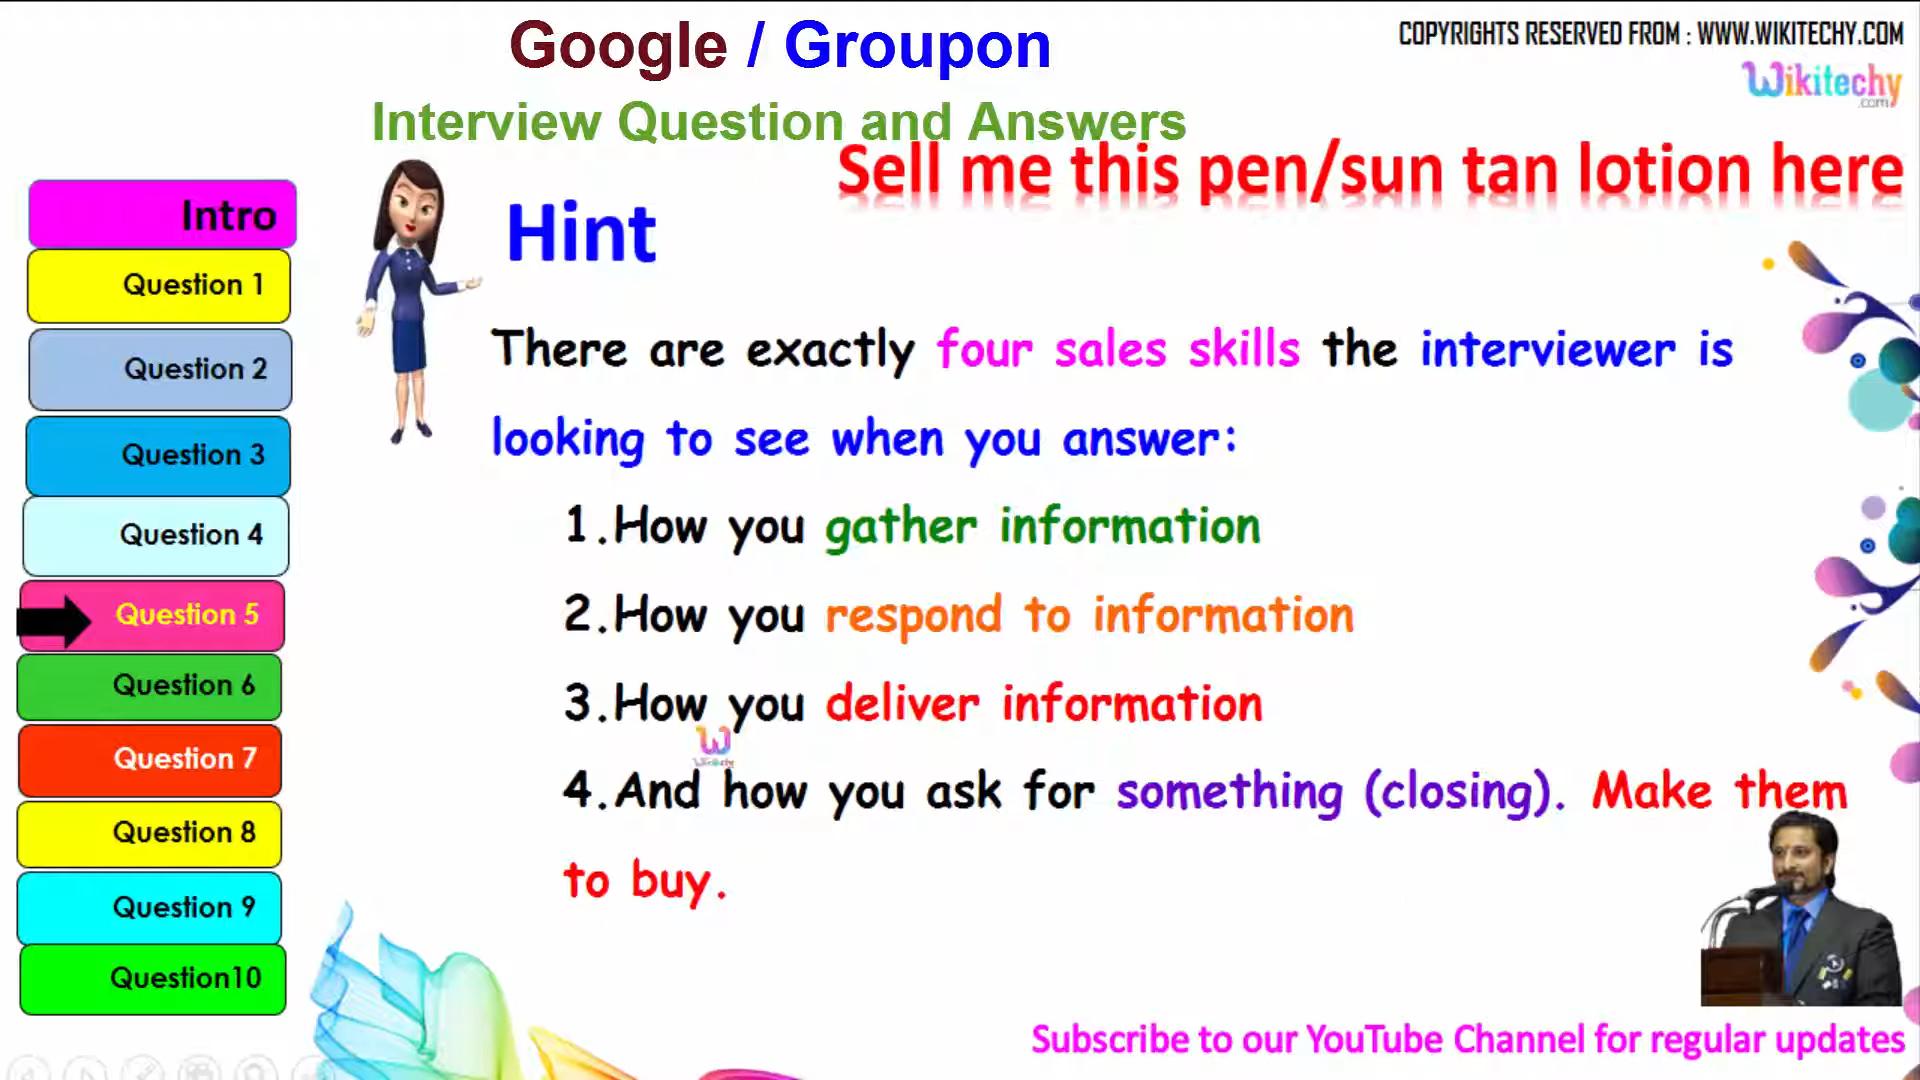 Google / Groupon
COPYRIGHTS RESERVED FROM : WWW.WIKITECHY.COM
Wikitechy
.com
Interview Question and Answers
Sell me this pen/sun tan lotion here
Intro
Question 1
Question 2
Question 3
Question 4
Question 5
Question 6
Question 7
Question 8
Question 9
Question10
Hint
There are exactly four sales skills the interviewer is
looking to see when you answer:
1.How you gather information
2.How you respond to information
3.How you deliver information
W
Wikitechy
4.And how you ask for something (closing). Make them
to buy.
Subscribe to our YouTube Channel for regular updates